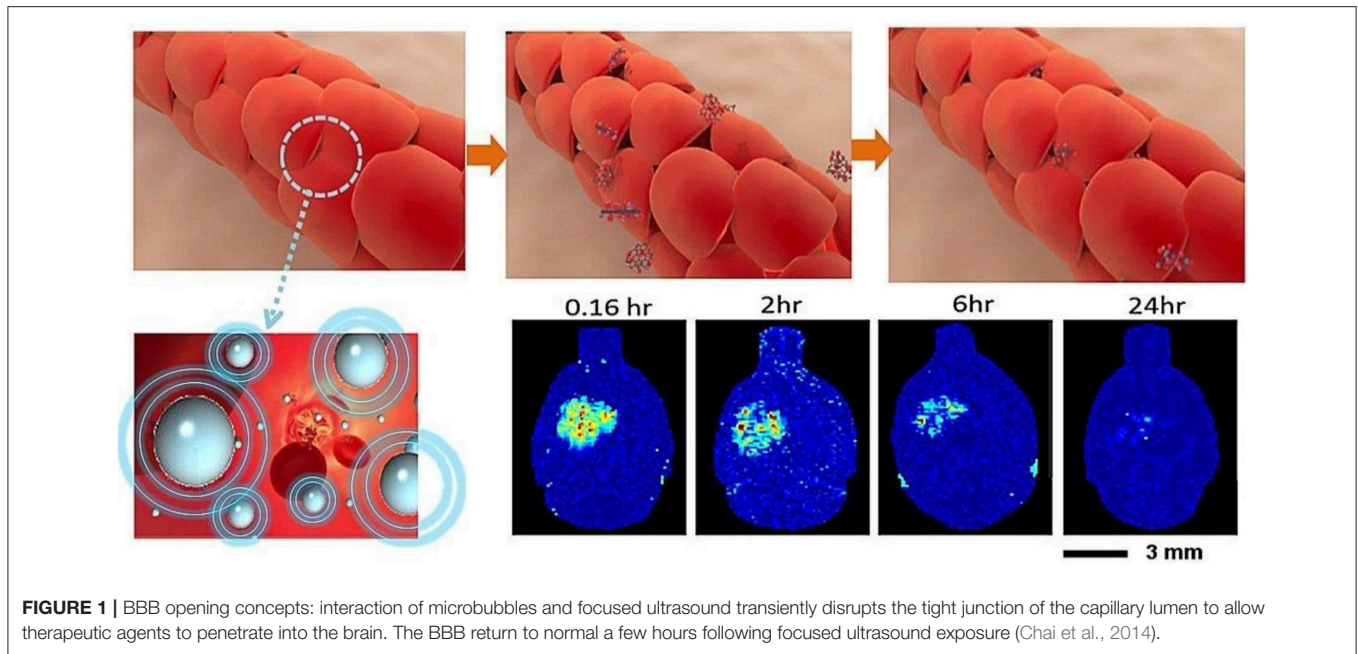 0.16 hr
2hr
6hr
24hr
3 mm
FIGURE 1 | BBB opening concepts: interaction of microbubbles and focused ultrasound transiently disrupts the tight junction of the capillary lumen to allow
therapeutic agents to penetrate into the brain. The BBB return to normal a few hours following focused ultrasound exposure (Chai et al., 2014).